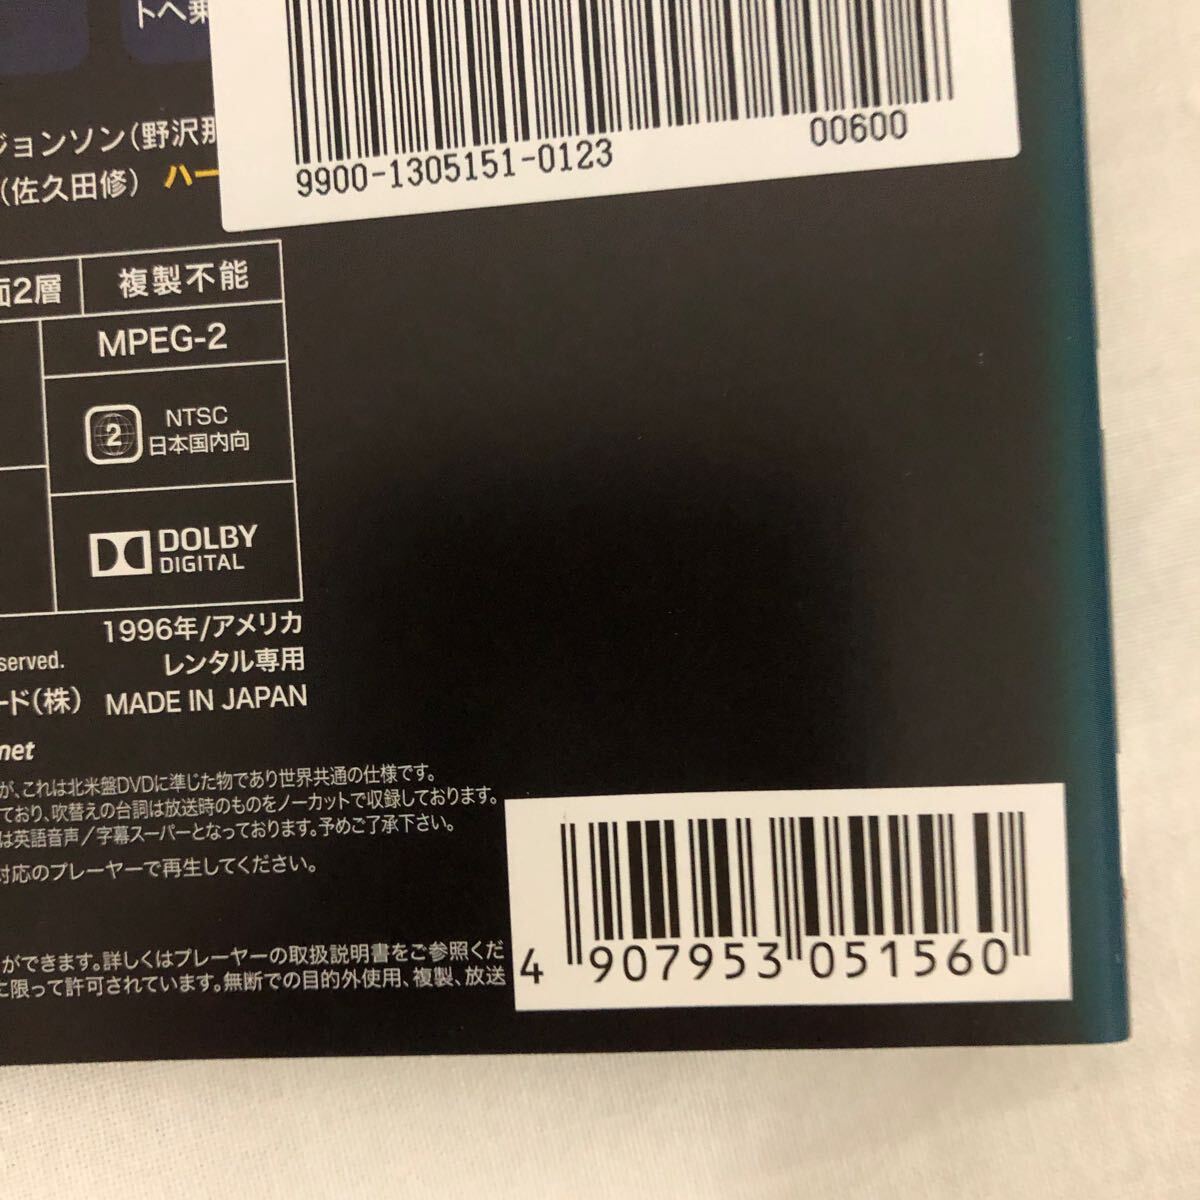 トへ乗
00600
9900-1305151-0123
ジョンソン(野沢那
(佐久田修) ハー
面2層 複製不能
MPEG-2
2 NTSC
日本国内向
DOLBY
DIGITAL
1996年/アメリカ
served. レンタル専用
ード(株) MADE IN JAPAN
net
が、これは北米盤DVDに準じた物であり世界共通の仕様です。
ており、吹替えの台詞は放送時のものをノーカットで収録しております。
は英語音声/字幕スーパーとなっております。予めご了承下さい。
対応のプレーヤーで再生してください。
ができます。詳しくはプレーヤーの取扱説明書をご参照くだ
に限って許可されています。無断での目的外使用、複製、放送
4 907953 051560